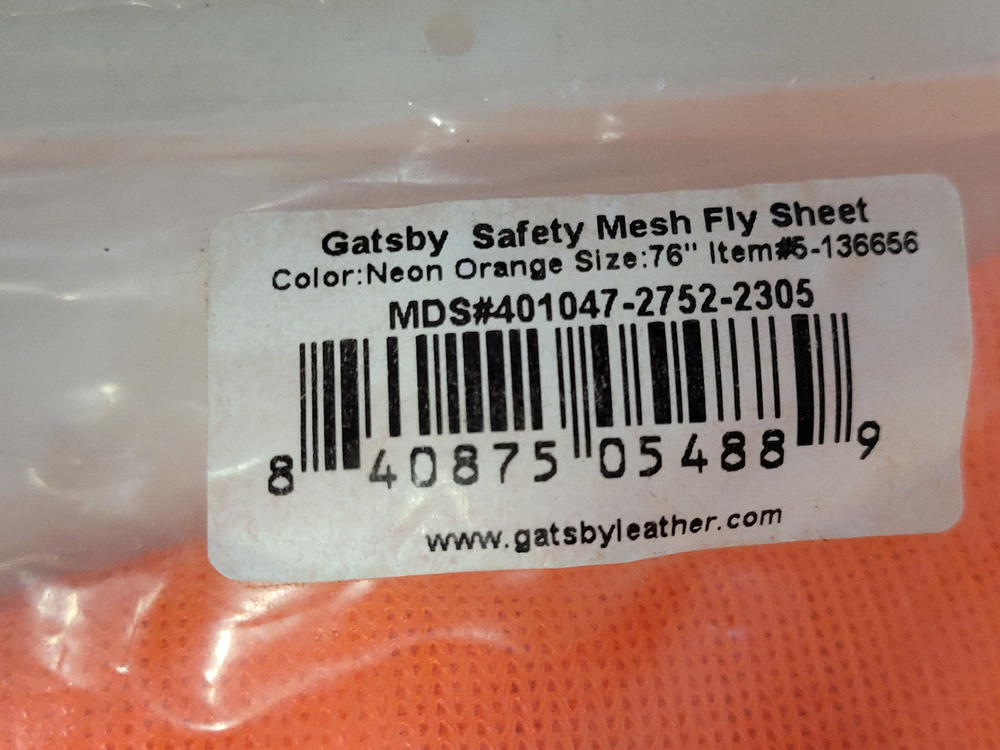 Gatsby Safety Mesh Fly Sheet
Color:Neon Orange Size:76" Item#6-136656
MDS#401047-2752-2305
8 40875 05488 9
www.gatsbyleather.com